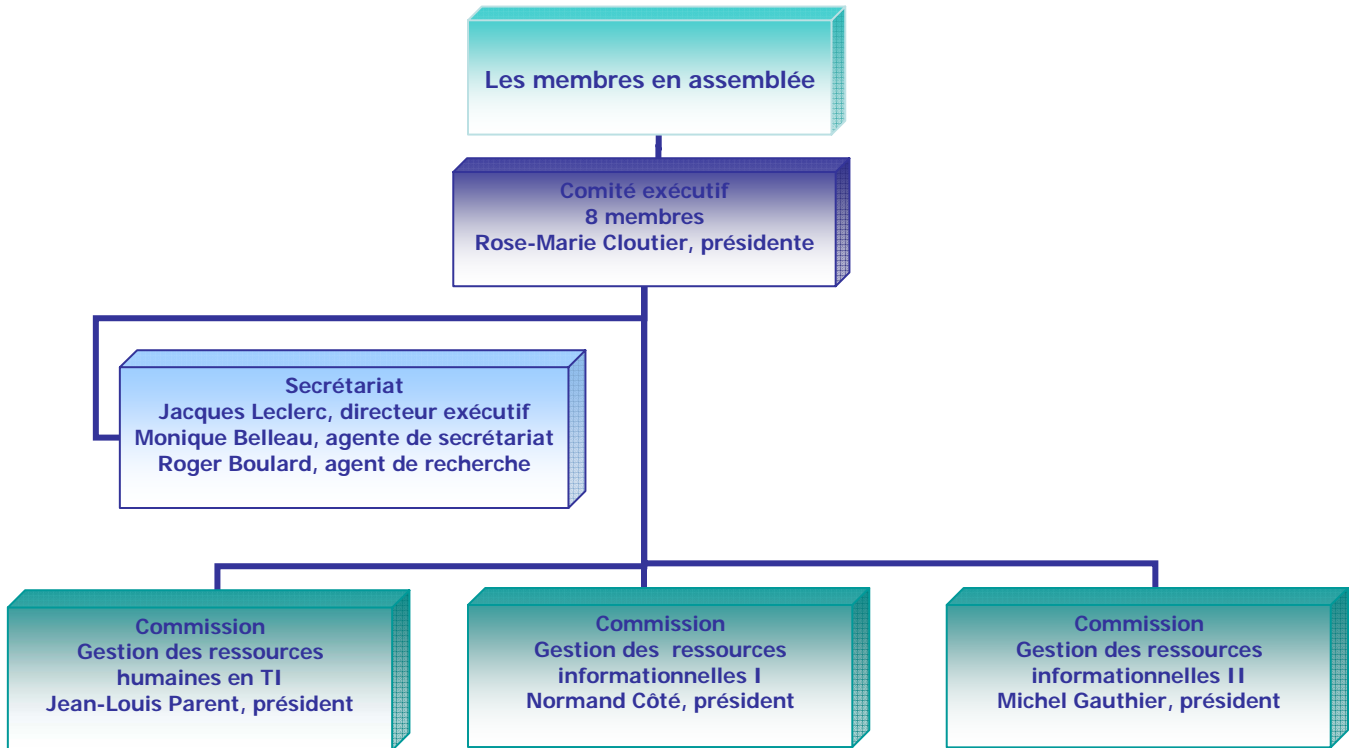 Les membres en assemblée
Comité exécutif
8 membres
Rose-Marie Cloutier, présidente
Secrétariat
Jacques Leclerc, directeur exécutif
Monique Belleau, agente de secrétariat
Roger Boulard, agent de recherche
Commission
Gestion des ressources
humaines en TI
Jean-Louis Parent, président
Commission
Gestion des ressources
informationnelles I
Normand Côté, président
Commission
Gestion des ressources
informationnelles II
Michel Gauthier, président